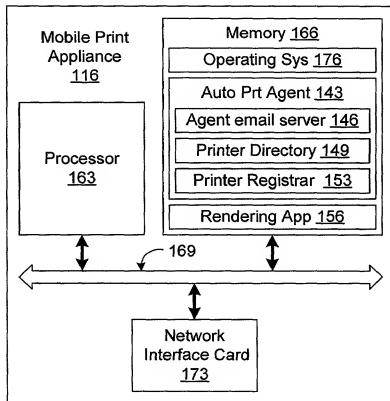 Mobile Print
Appliance
116
Processor
163
Memory 166
Operating Sys 176
Auto Prt Agent 143
Agent email server 146
Printer Directory 149
Printer Registrar 153
Rendering App 156
169
Network
Interface Card
173